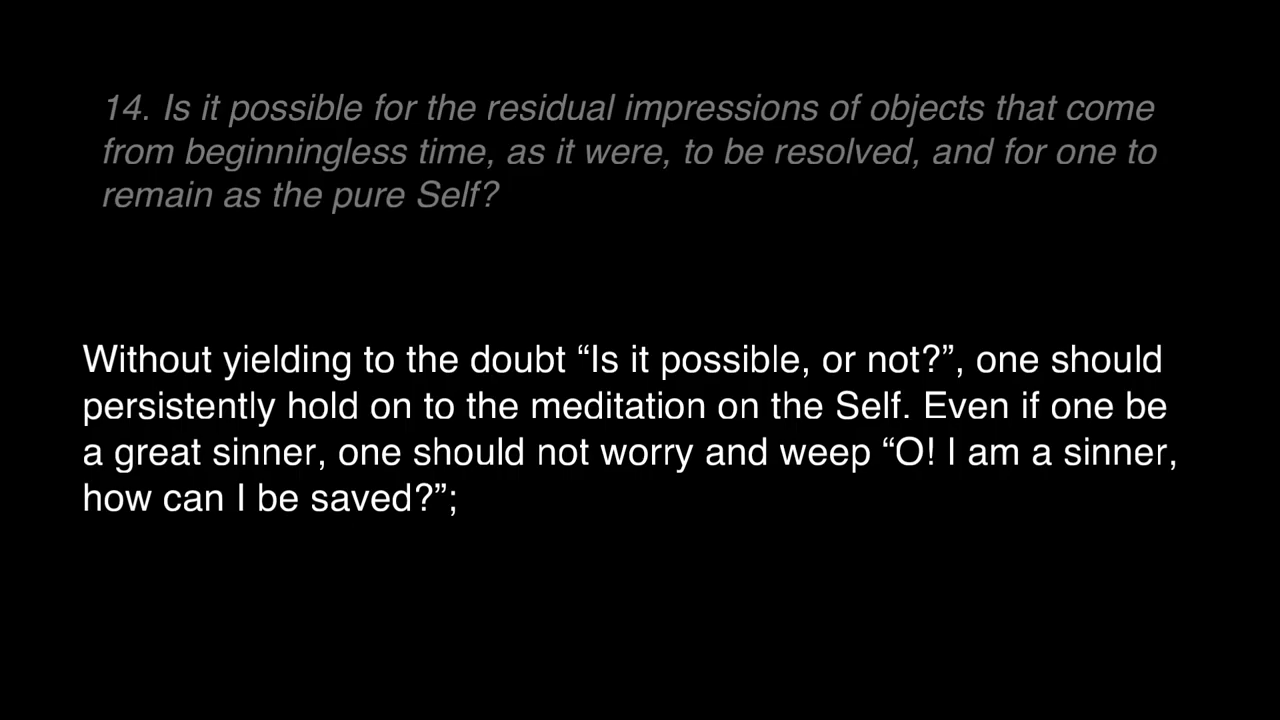 14. Is it possible for the residual impressions of objects that come
from beginningless time, as it were, to be resolved, and for one to
remain as the pure Self?
Without yielding to the doubt “Is it possible, or not?”, one should
persistently hold on to the meditation on the Self. Even if one be
a great sinner, one should not worry and weep “O! I am a sinner,
how can I be saved?”;